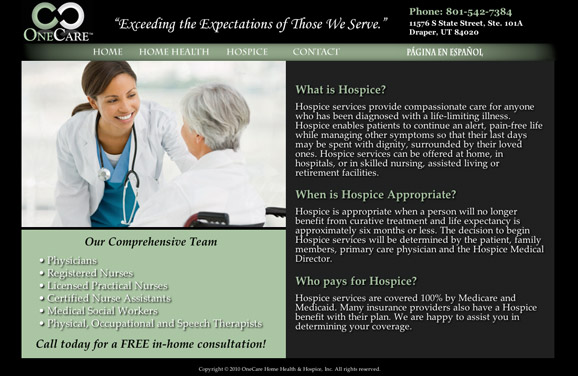 "Exceeding the Expectations of Those We Serve."
Phone: 801-542-7384
11576 S State Street, Ste. 101A
Draper, UT 84020
ONECARE™
HOME HOME HEALTH HOSPICE CONTACT PÁGINA EN ESPAÑOL
What is Hospice?
Hospice services provide compassionate care for anyone
who has been diagnosed with a life-limiting illness.
Hospice enables patients to continue an alert, pain-free life
while managing other symptoms so that their last days
may be spent with dignity, surrounded by their loved
ones. Hospice services can be offered at home, in
hospitals, or in skilled nursing, assisted living or
retirement facilities.
When is Hospice Appropriate?
Hospice is appropriate when a person will no longer
benefit from curative treatment and life expectancy is
approximately six months or less. The decision to begin
Hospice services will be determined by the patient, family
members, primary care physician and the Hospice Medical
Director.
Who pays for Hospice?
Hospice services are covered 100% by Medicare and
Medicaid. Many insurance providers also have a Hospice
benefit with their plan. We are happy to assist you in
determining your coverage.
Our Comprehensive Team
• Physicians
• Registered Nurses
• Licensed Practical Nurses
• Certified Nurse Assistants
• Medical Social Workers
• Physical, Occupational and Speech Therapists
Call today for a FREE in-home consultation!
Copyright © 2010 OneCare Home Health & Hospice, Inc. All rights reserved.